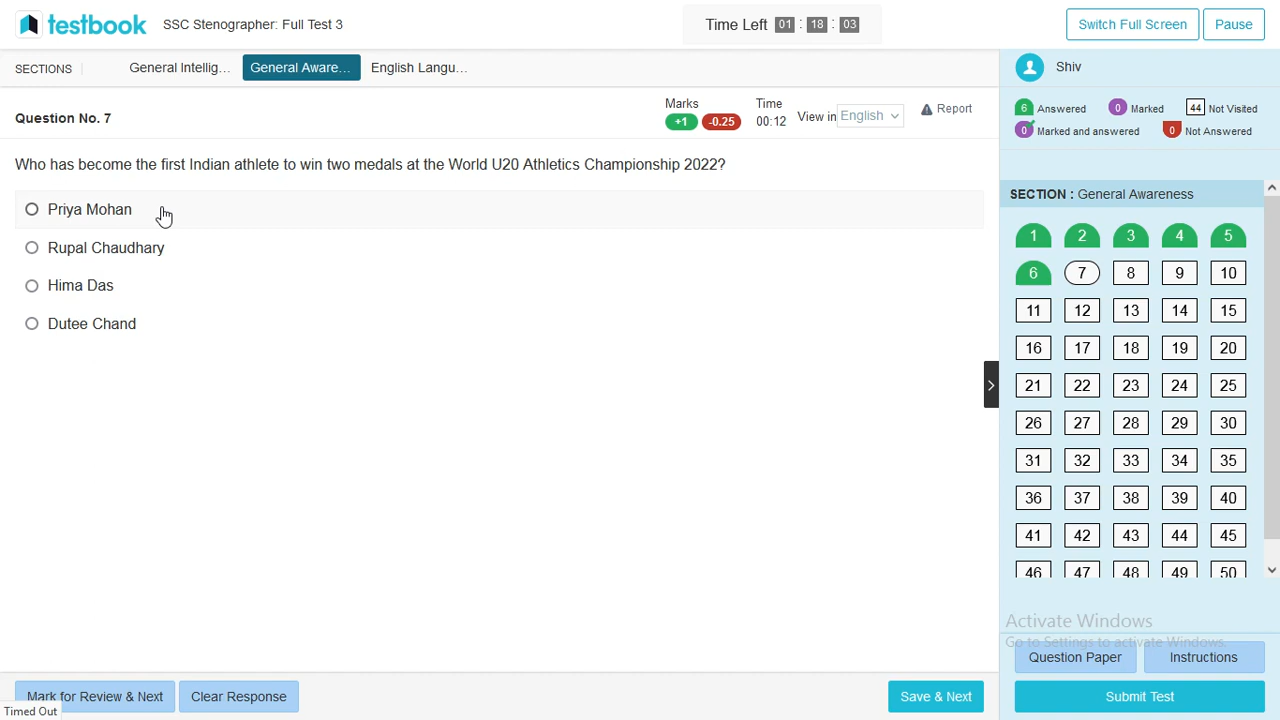 testbook SSC Stenographer: Full Test 3 Time Left 01 : 18 : 03 Switch Full Screen Pause
SECTIONS General Intellig... General Aware... English Langu... Shiv
Question No. 7 Marks +1 -0.25 Time 00:12 View in English Report
6 Answered 0 Marked 44 Not Visited
0 Marked and answered 0 Not Answered
Who has become the first Indian athlete to win two medals at the World U20 Athletics Championship 2022?
Priya Mohan
Rupal Chaudhary
Hima Das
Dutee Chand
SECTION : General Awareness
1 2 3 4 5
6 7 8 9 10
11 12 13 14 15
16 17 18 19 20
21 22 23 24 25
26 27 28 29 30
31 32 33 34 35
36 37 38 39 40
41 42 43 44 45
46 47 48 49 50
Activate Windows
Go to Settings to activate Windows.
Question Paper Instructions
Mark for Review & Next Clear Response Save & Next Submit Test
Timed Out